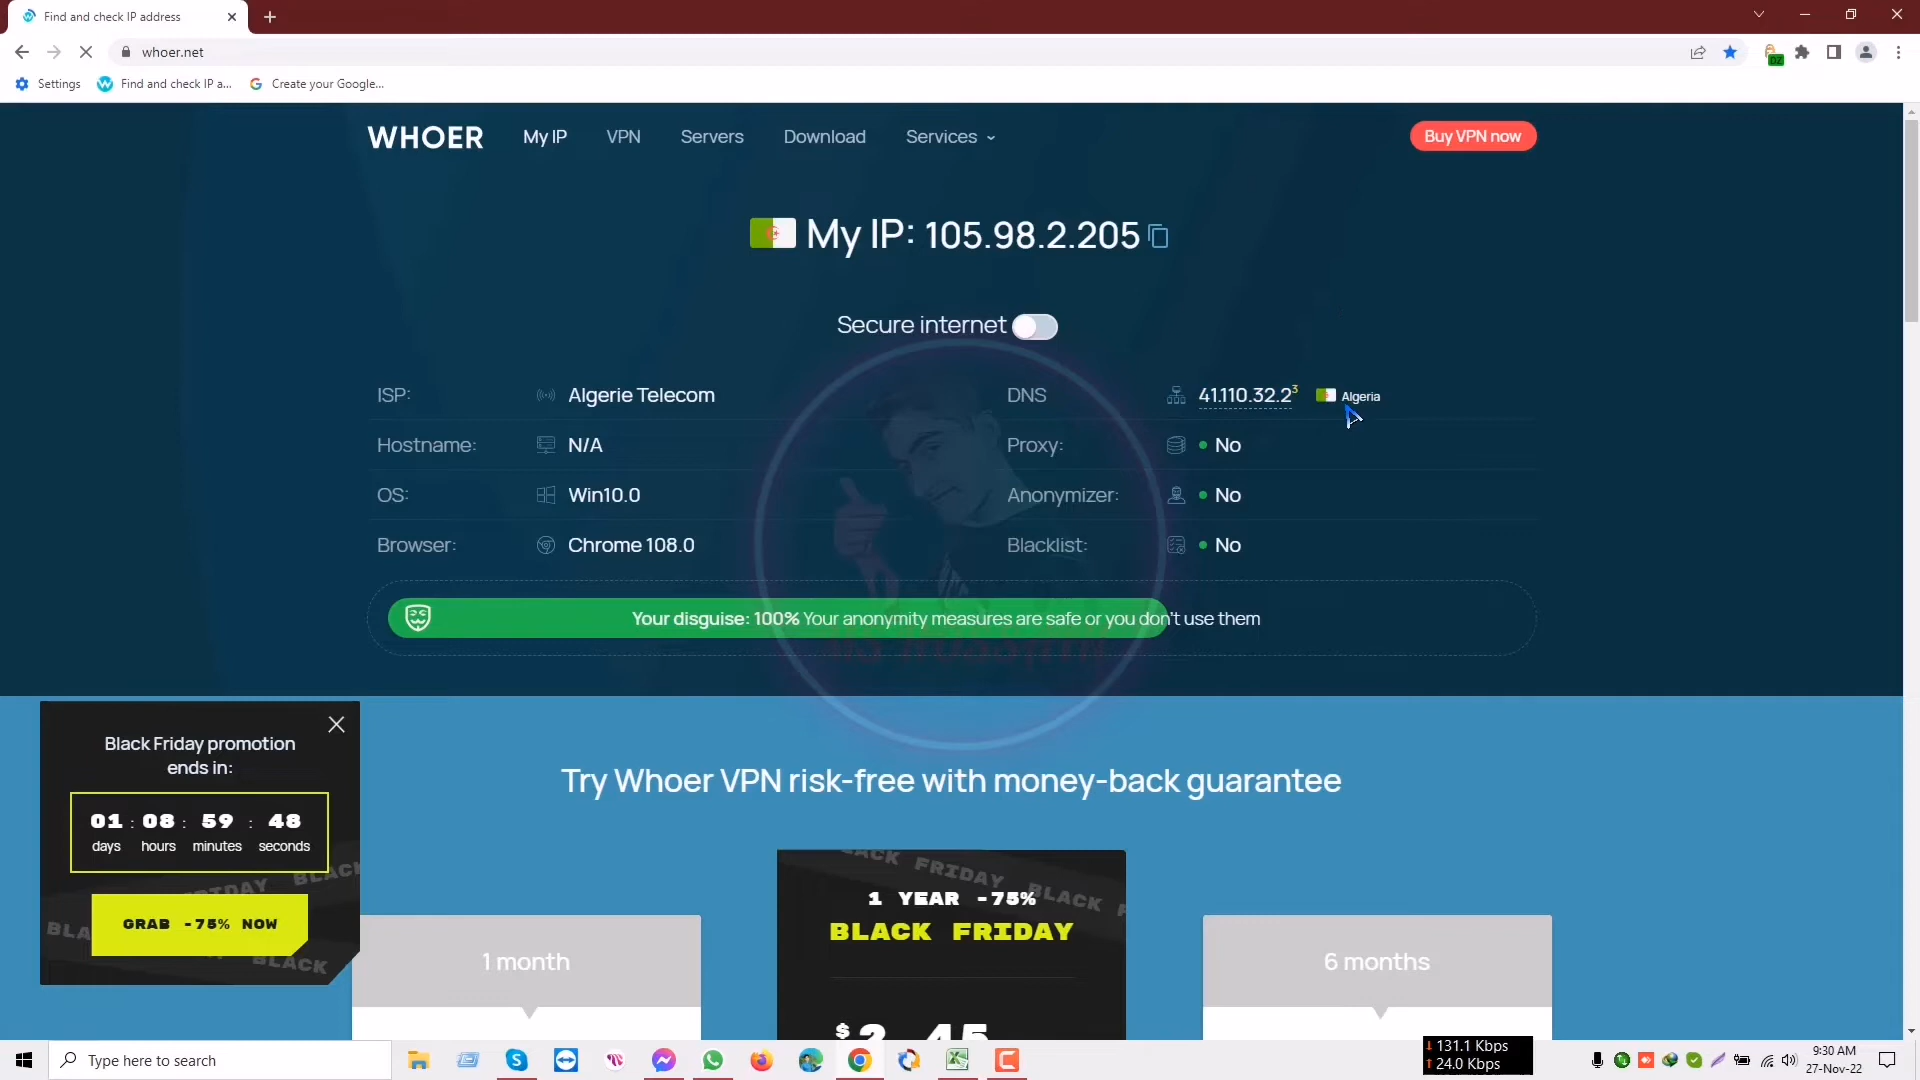 Find and check IP address
whoer.net
DZ
Settings
Find and check IP a...
Create your Google...
WHOER
My IP
VPN
Servers
Download
Services
Buy VPN now
My IP: 105.98.2.205
Secure internet
ISP:
Algerie Telecom
DNS
41.110.32.2³
Algeria
Hostname:
N/A
Proxy:
No
OS:
Win10.0
Anonymizer:
No
Browser:
Chrome 108.0
Blacklist:
No
Your disguise: 100% Your anonymity measures are safe or you don't use them
Black Friday promotion
ends in:
01 : 08 : 59 : 48
days hours minutes seconds
GRAB -75% NOW
Try Whoer VPN risk-free with money-back guarantee
1 month
1 YEAR -75%
BLACK FRIDAY
6 months
Type here to search
↓ 131.1 Kbps
↑ 24.0 Kbps
9:30 AM
27-Nov-22